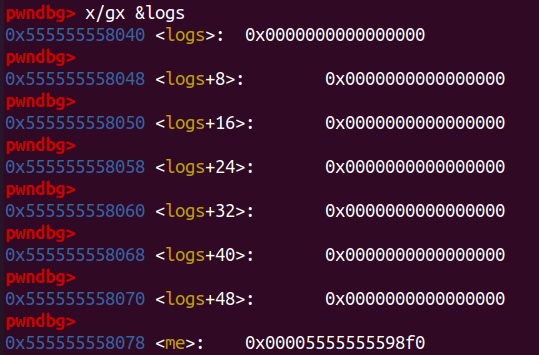 pwndbg> x/gx &logs
0x555555558040 <logs>: 0x0000000000000000
pwndbg>
0x555555558048 <logs+8>: 0x0000000000000000
pwndbg>
0x555555558050 <logs+16>: 0x0000000000000000
pwndbg>
0x555555558058 <logs+24>: 0x0000000000000000
pwndbg>
0x555555558060 <logs+32>: 0x0000000000000000
pwndbg>
0x555555558068 <logs+40>: 0x0000000000000000
pwndbg>
0x555555558070 <logs+48>: 0x0000000000000000
pwndbg>
0x555555558078 <me>: 0x00005555555598f0